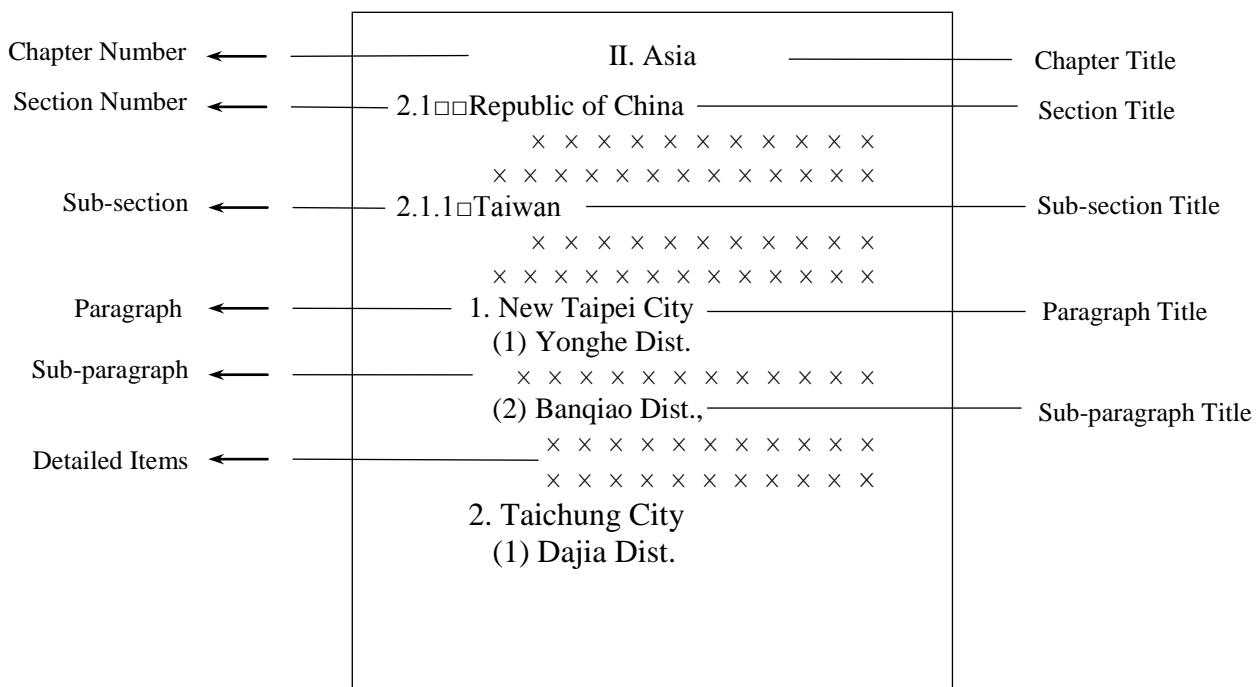 Chapter Number II. Asia Chapter Title
Section Number 2.1□□Republic of China Section Title
× × × × × × × × × × ×
× × × × × × × × × × × × ×
Sub-section 2.1.1□Taiwan Sub-section Title
× × × × × × × × × × ×
× × × × × × × × × × × × ×
Paragraph 1. New Taipei City Paragraph Title
(1) Yonghe Dist.
Sub-paragraph × × × × × × × × × × × ×
(2) Banqiao Dist., Sub-paragraph Title
× × × × × × × × × × ×
Detailed Items
× × × × × × × × × × ×
2. Taichung City
(1) Dajia Dist.